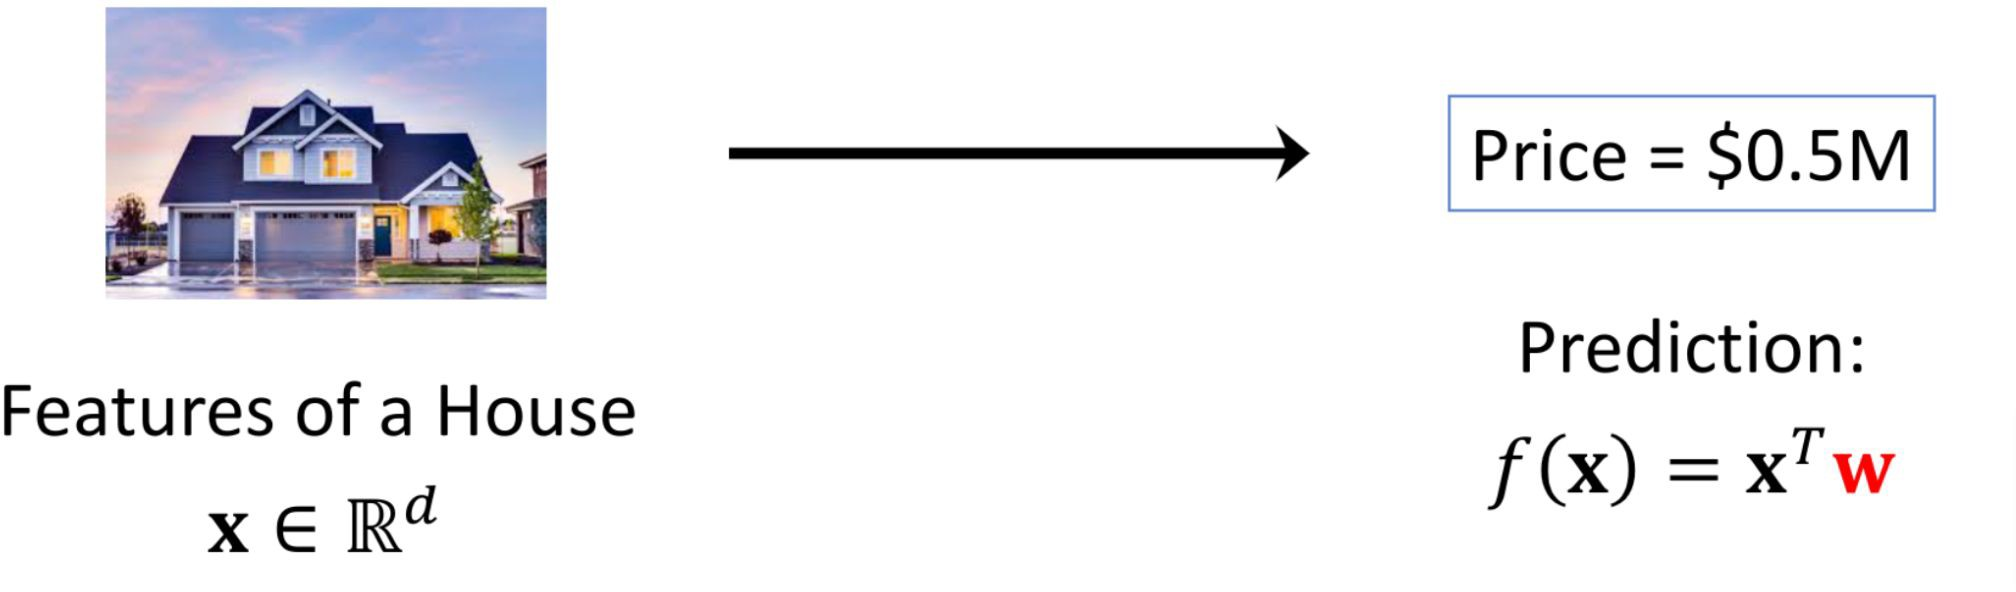 Price = $0.5M
Features of a House
𝐱 ∈ ℝ^𝑑
Prediction:
𝑓(𝐱) = 𝐱^𝑇 𝐰